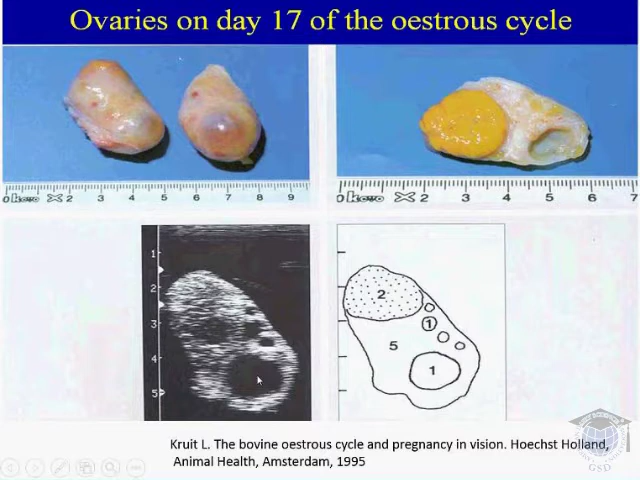 Ovaries on day 17 of the oestrous cycle
2 3 4 5 6 7 8 9
2 3 4 5 6 7
1
2
3
4
5
2
1
5
1
Kruit L. The bovine oestrous cycle and pregnancy in vision. Hoechst Holland,
Animal Health, Amsterdam, 1995
GSD